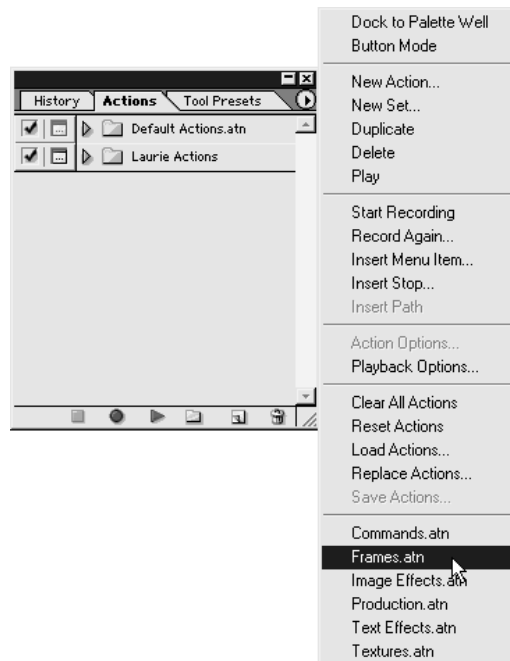 History
Actions
Tool Presets
Default Actions.atn
Laurie Actions
Dock to Palette Well
Button Mode
New Action...
New Set...
Duplicate
Delete
Play
Start Recording
Record Again...
Insert Menu Item...
Insert Stop...
Insert Path
Action Options...
Playback Options...
Clear All Actions
Reset Actions
Load Actions...
Replace Actions...
Save Actions...
Commands.atn
Frames.atn
Image Effects.atn
Production.atn
Text Effects.atn
Textures.atn